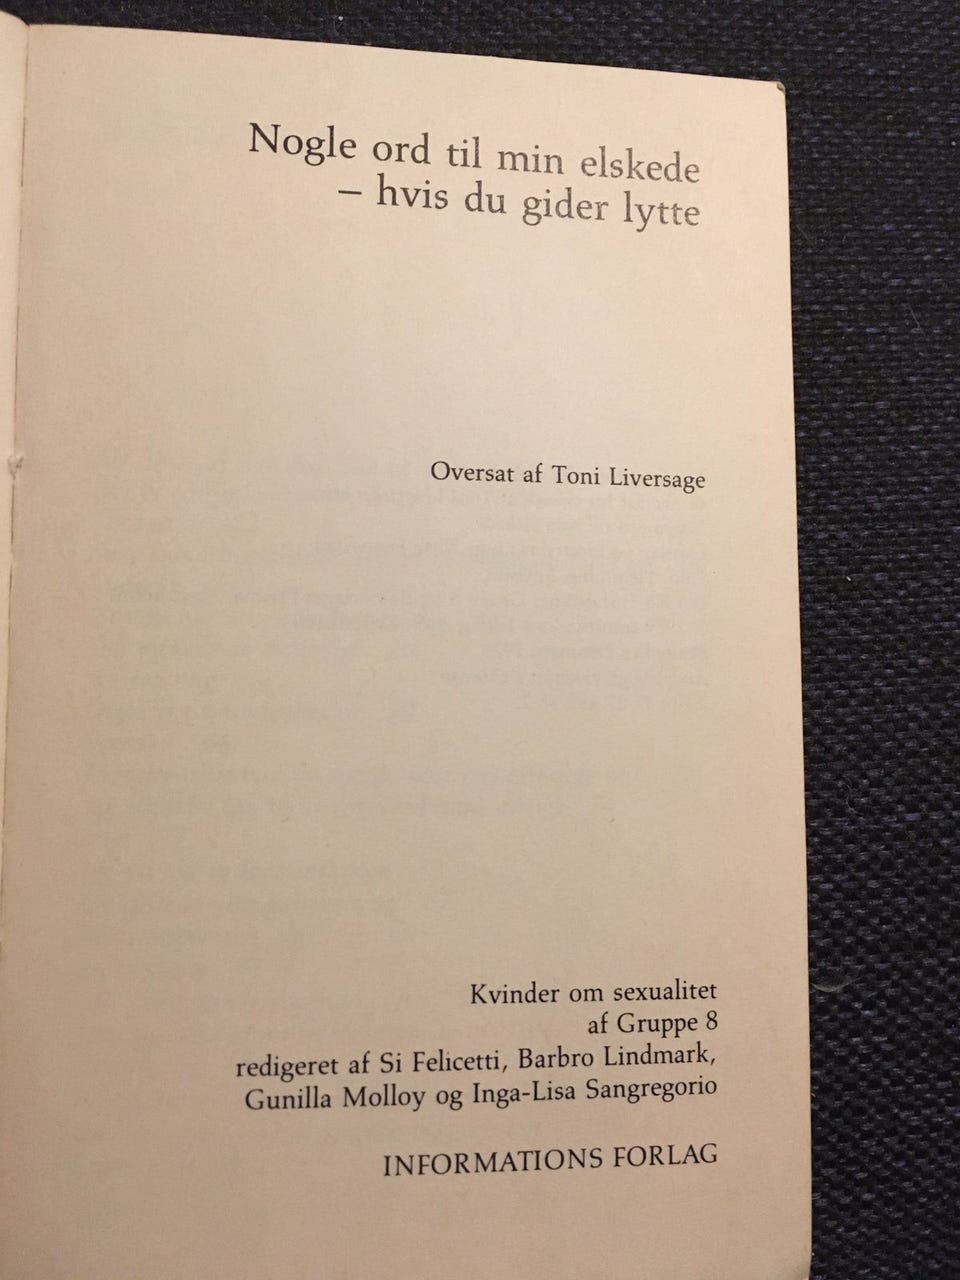 Nogle ord til min elskede
– hvis du gider lytte
Oversat af Toni Liversage
Kvinder om sexualitet
af Gruppe 8
redigeret af Si Felicetti, Barbro Lindmark,
Gunilla Molloy og Inga-Lisa Sangregorio
INFORMATIONS FORLAG